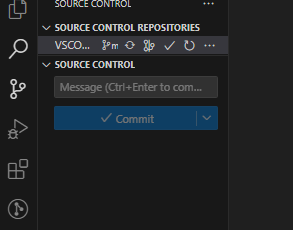 SOURCE CONTROL
SOURCE CONTROL REPOSITORIES
VSCO... m
SOURCE CONTROL
Message (Ctrl+Enter to com...
Commit